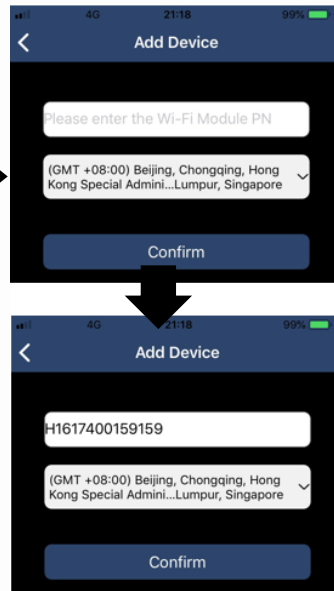 4G 21:18 99%
Add Device
Please enter the Wi-Fi Module PN
(GMT +08:00) Beijing, Chongqing, Hong
Kong Special Admini...Lumpur, Singapore
Confirm
4G 21:18 99%
Add Device
H1617400159159
(GMT +08:00) Beijing, Chongqing, Hong
Kong Special Admini...Lumpur, Singapore
Confirm